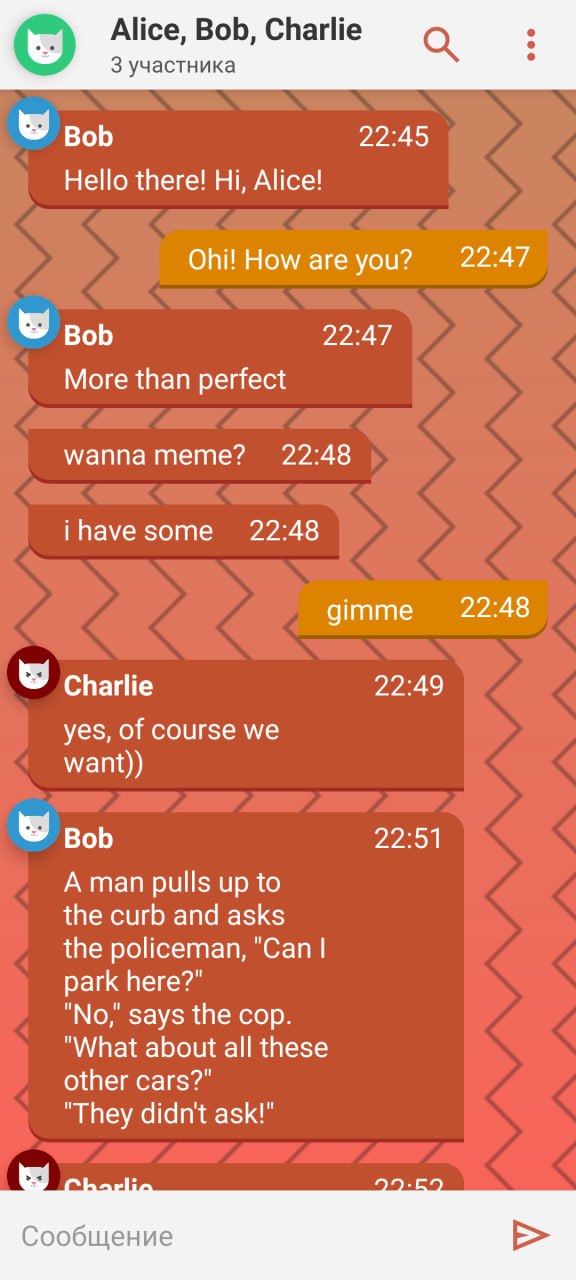 Alice, Bob, Charlie
3 участника
Bob 22:45
Hello there! Hi, Alice!
Ohi! How are you? 22:47
Bob 22:47
More than perfect
wanna meme? 22:48
i have some 22:48
gimme 22:48
Charlie 22:49
yes, of course we
want))
Bob 22:51
A man pulls up to
the curb and asks
the policeman, "Can I
park here?"
"No," says the cop.
"What about all these
other cars?"
"They didn't ask!"
Charlie 22:52
Сообщение